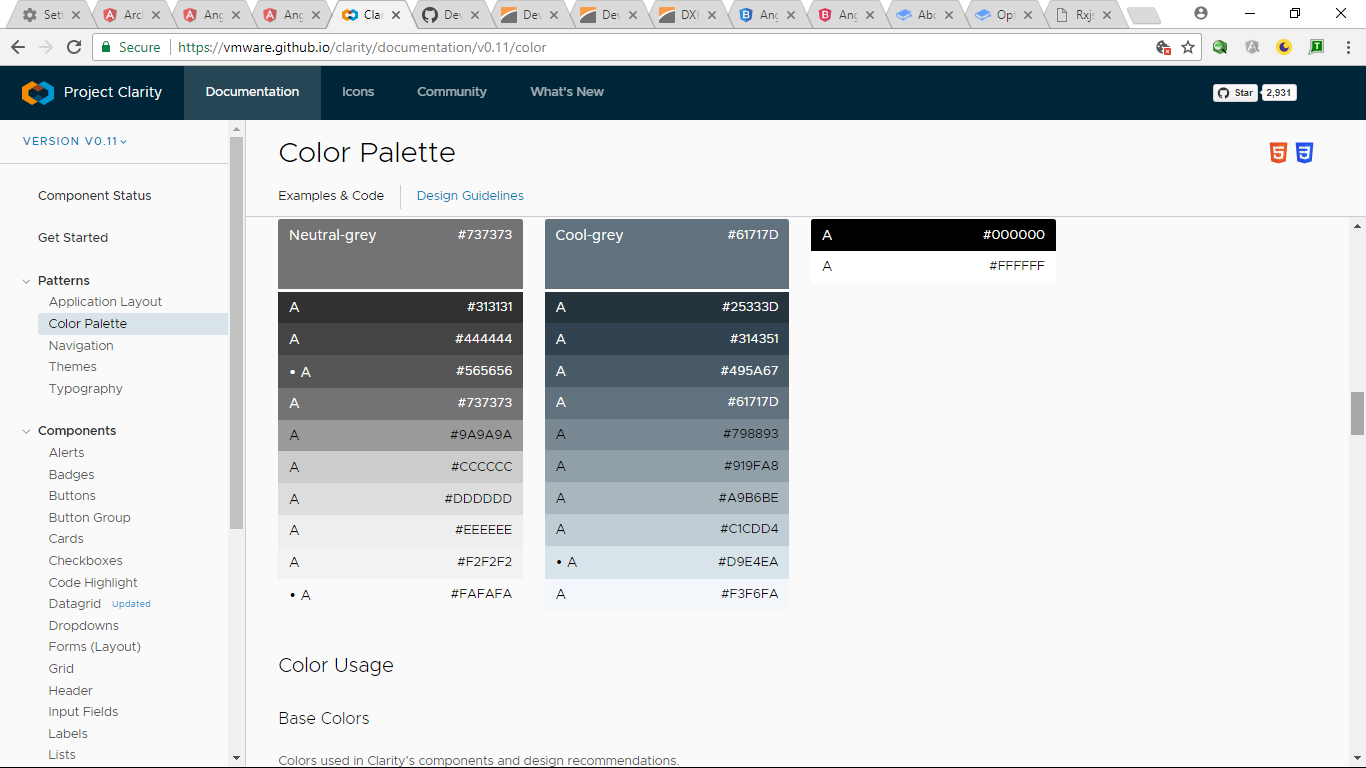 Set
Arc
Ang
Ang
Cla
Dev
Dev
Dev
DXI
Ang
Ang
Abo
Opt
Rxjs
Secure
https://vmware.github.io/clarity/documentation/v0.11/color
Project Clarity
Documentation
Icons
Community
What's New
Star
2,931
VERSION V0.11
Component Status
Get Started
Patterns
Application Layout
Color Palette
Navigation
Themes
Typography
Components
Alerts
Badges
Buttons
Button Group
Cards
Checkboxes
Code Highlight
Datagrid Updated
Dropdowns
Forms (Layout)
Grid
Header
Input Fields
Labels
Lists
Color Palette
Examples & Code
Design Guidelines
Neutral-grey #737373
A #313131
A #444444
• A #565656
A #737373
A #9A9A9A
A #CCCCCC
A #DDDDDD
A #EEEEEE
A #F2F2F2
• A #FAFAFA
Cool-grey #61717D
A #25333D
A #314351
A #495A67
A #61717D
A #798893
A #919FA8
A #A9B6BE
A #C1CDD4
• A #D9E4EA
A #F3F6FA
A #000000
A #FFFFFF
Color Usage
Base Colors
Colors used in Clarity's components and design recommendations.